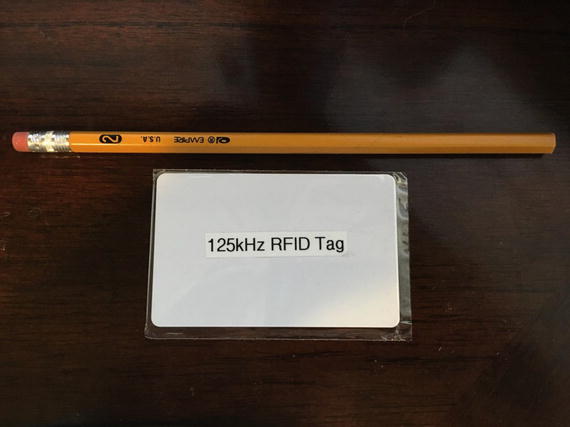 2 U.S.A. EMPIRE
125kHz RFID Tag